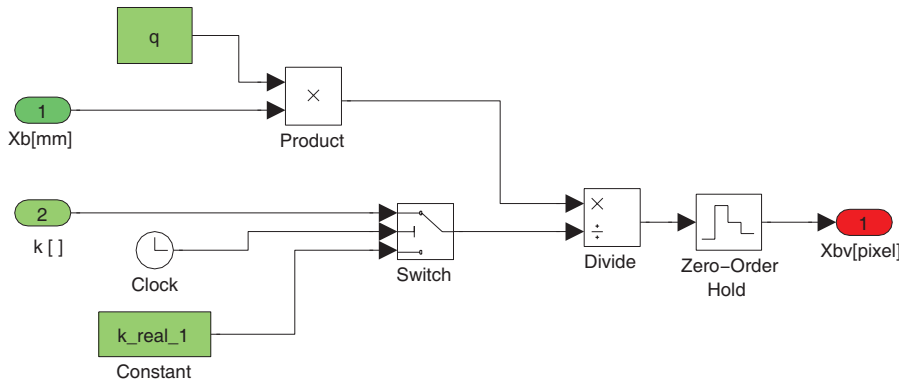 q
1
Xb[mm]
×
Product
2
k [ ]
Clock
Switch
k_real_1
Constant
×
÷
Divide
Zero−Order
Hold
1
Xbv[pixel]